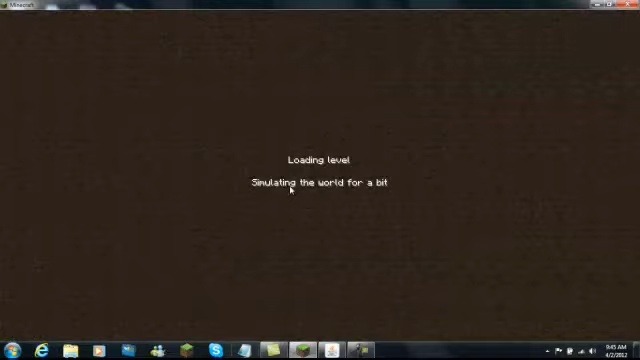 Minecraft
Loading level
Simulating the world for a bit
9:45 AM
4/2/2012